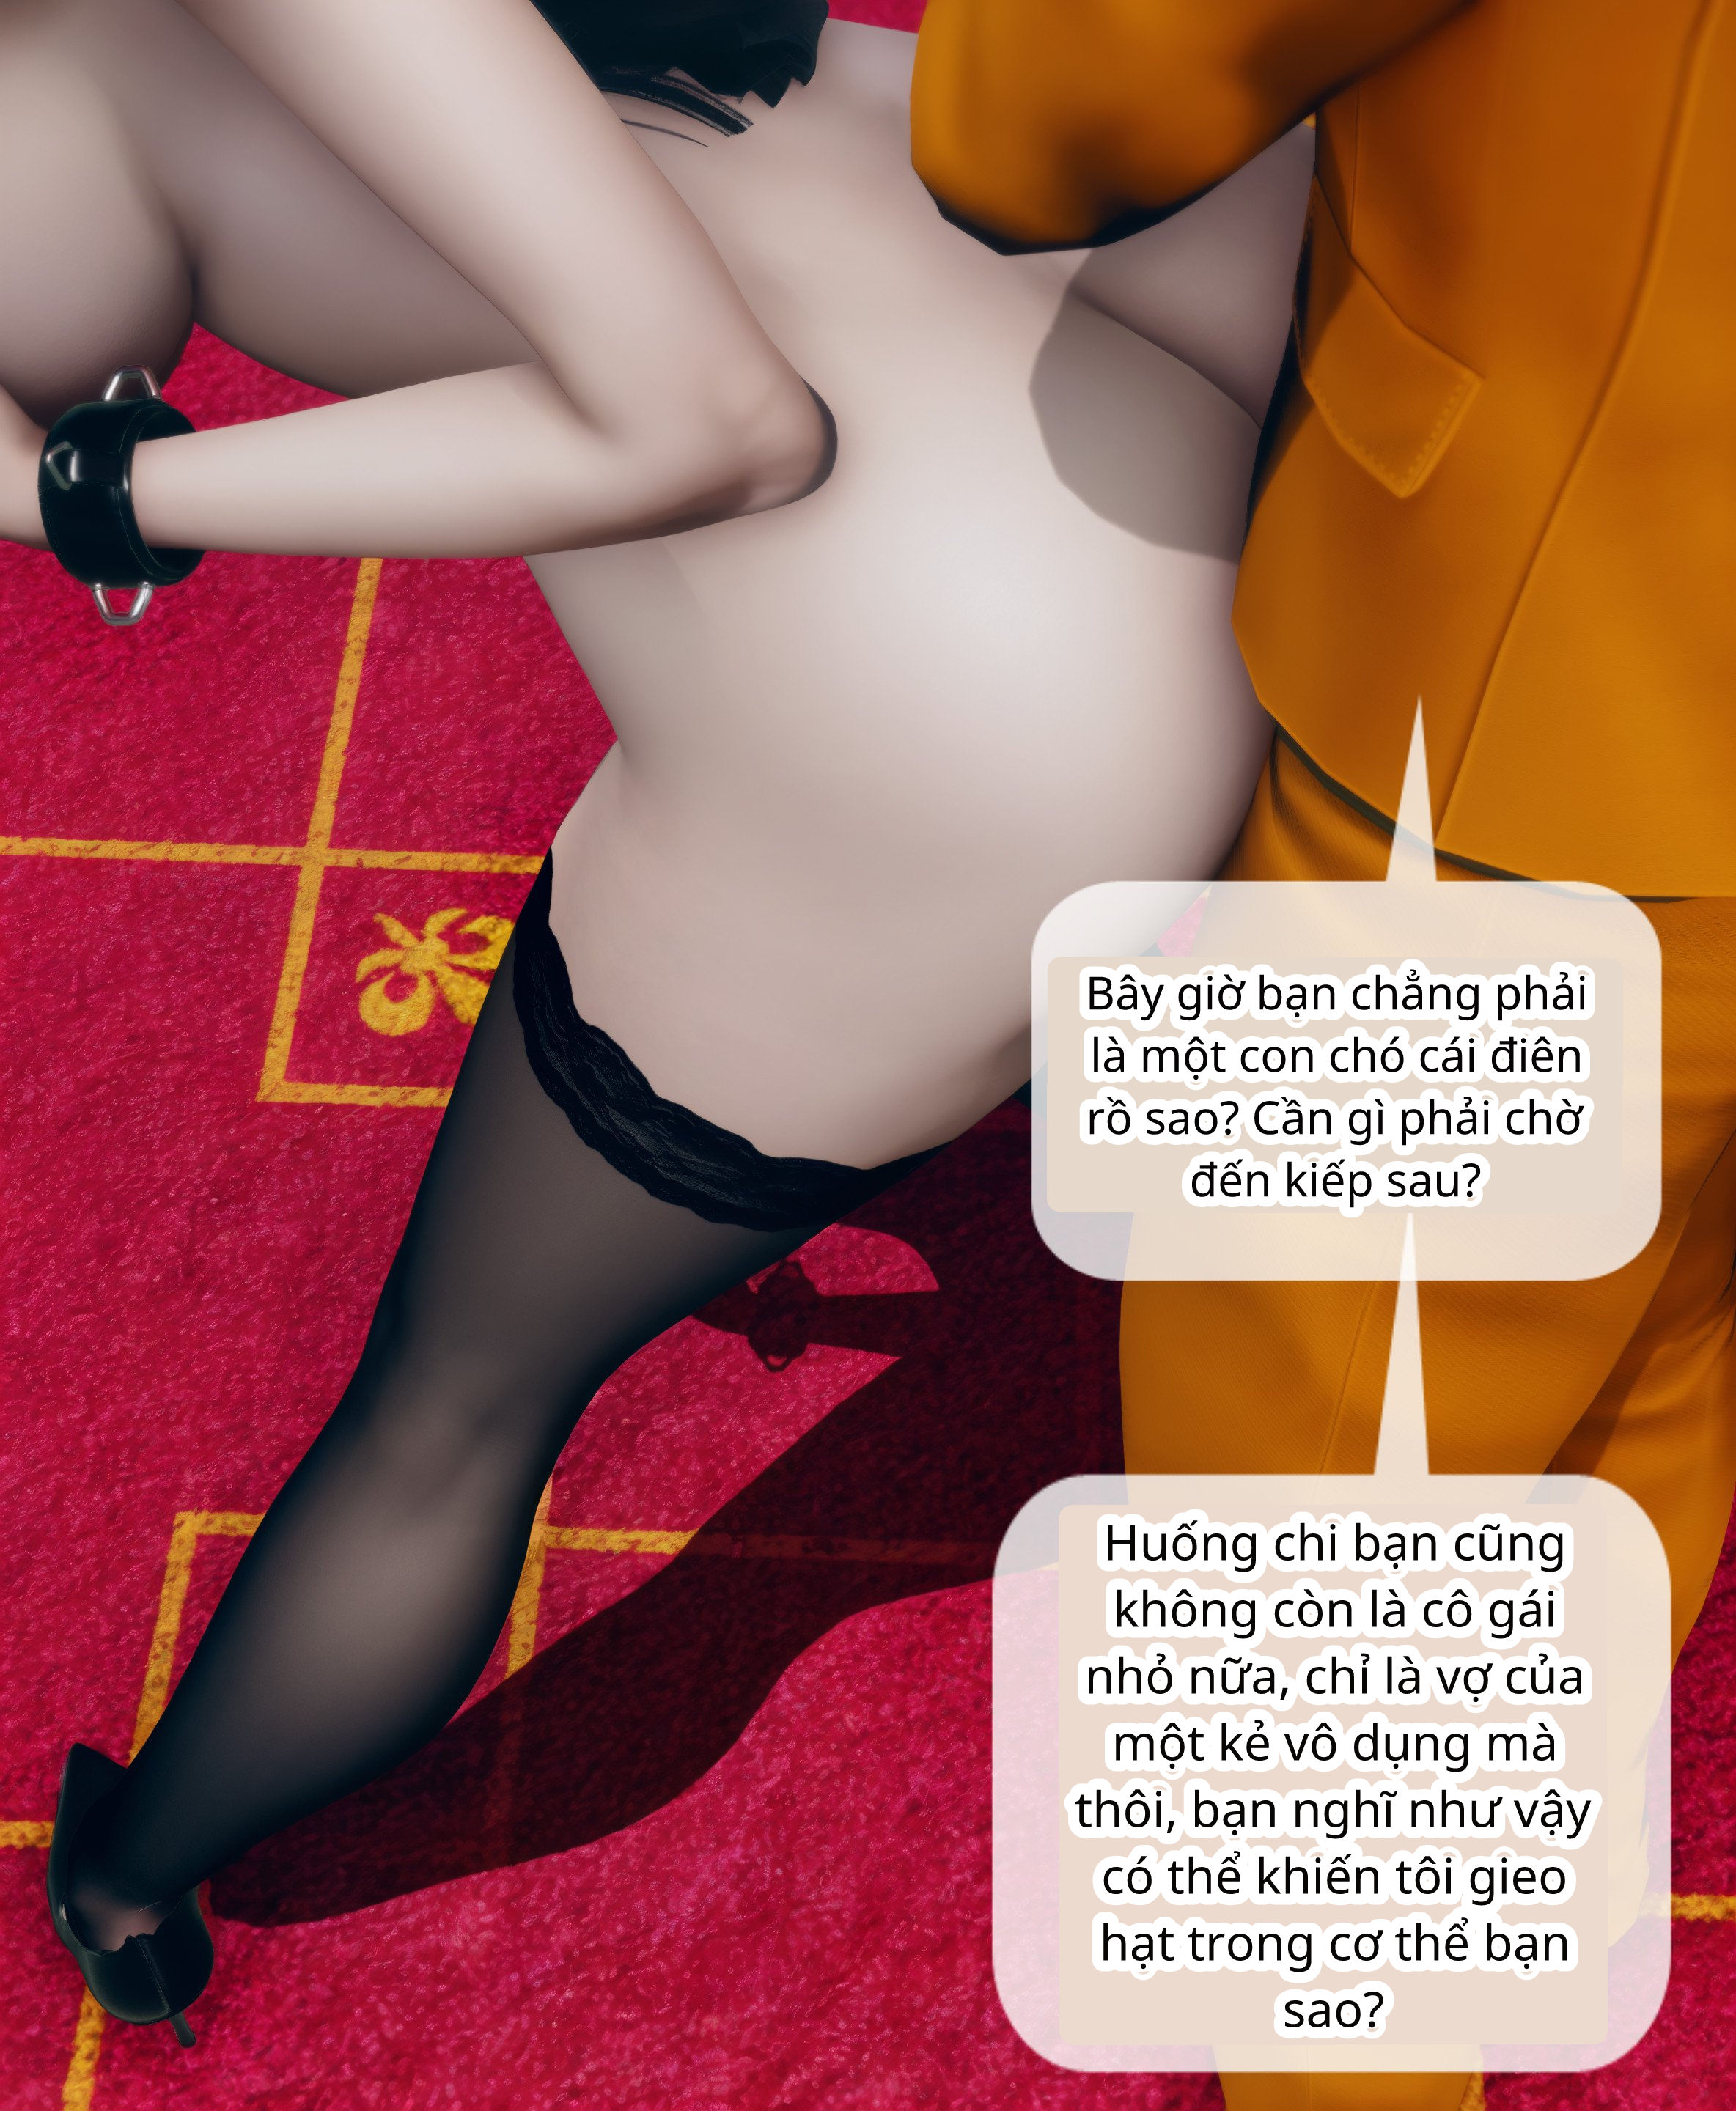 Bây giờ bạn chẳng phải
là một con chó cái điên
rồ sao? Cần gì phải chờ
đến kiếp sau?
Huống chi bạn cũng
không còn là cô gái
nhỏ nữa, chỉ là vợ của
một kẻ vô dụng mà
thôi, bạn nghĩ như vậy
có thể khiến tôi gieo
hạt trong cơ thể bạn
sao?